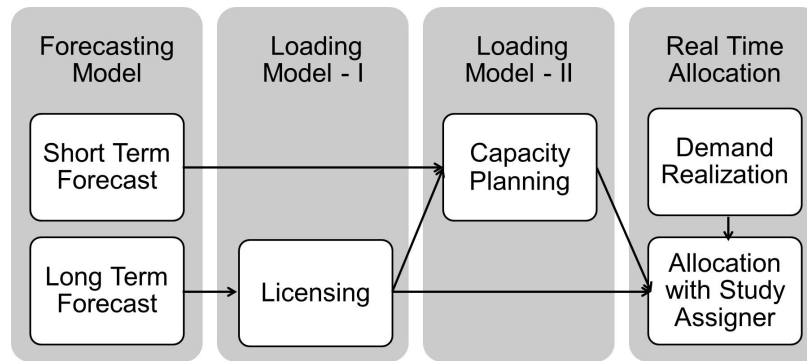 Forecasting
Model
Short Term
Forecast
Long Term
Forecast
Loading
Model - I
Licensing
Loading
Model - II
Capacity
Planning
Real Time
Allocation
Demand
Realization
Allocation
with Study
Assigner